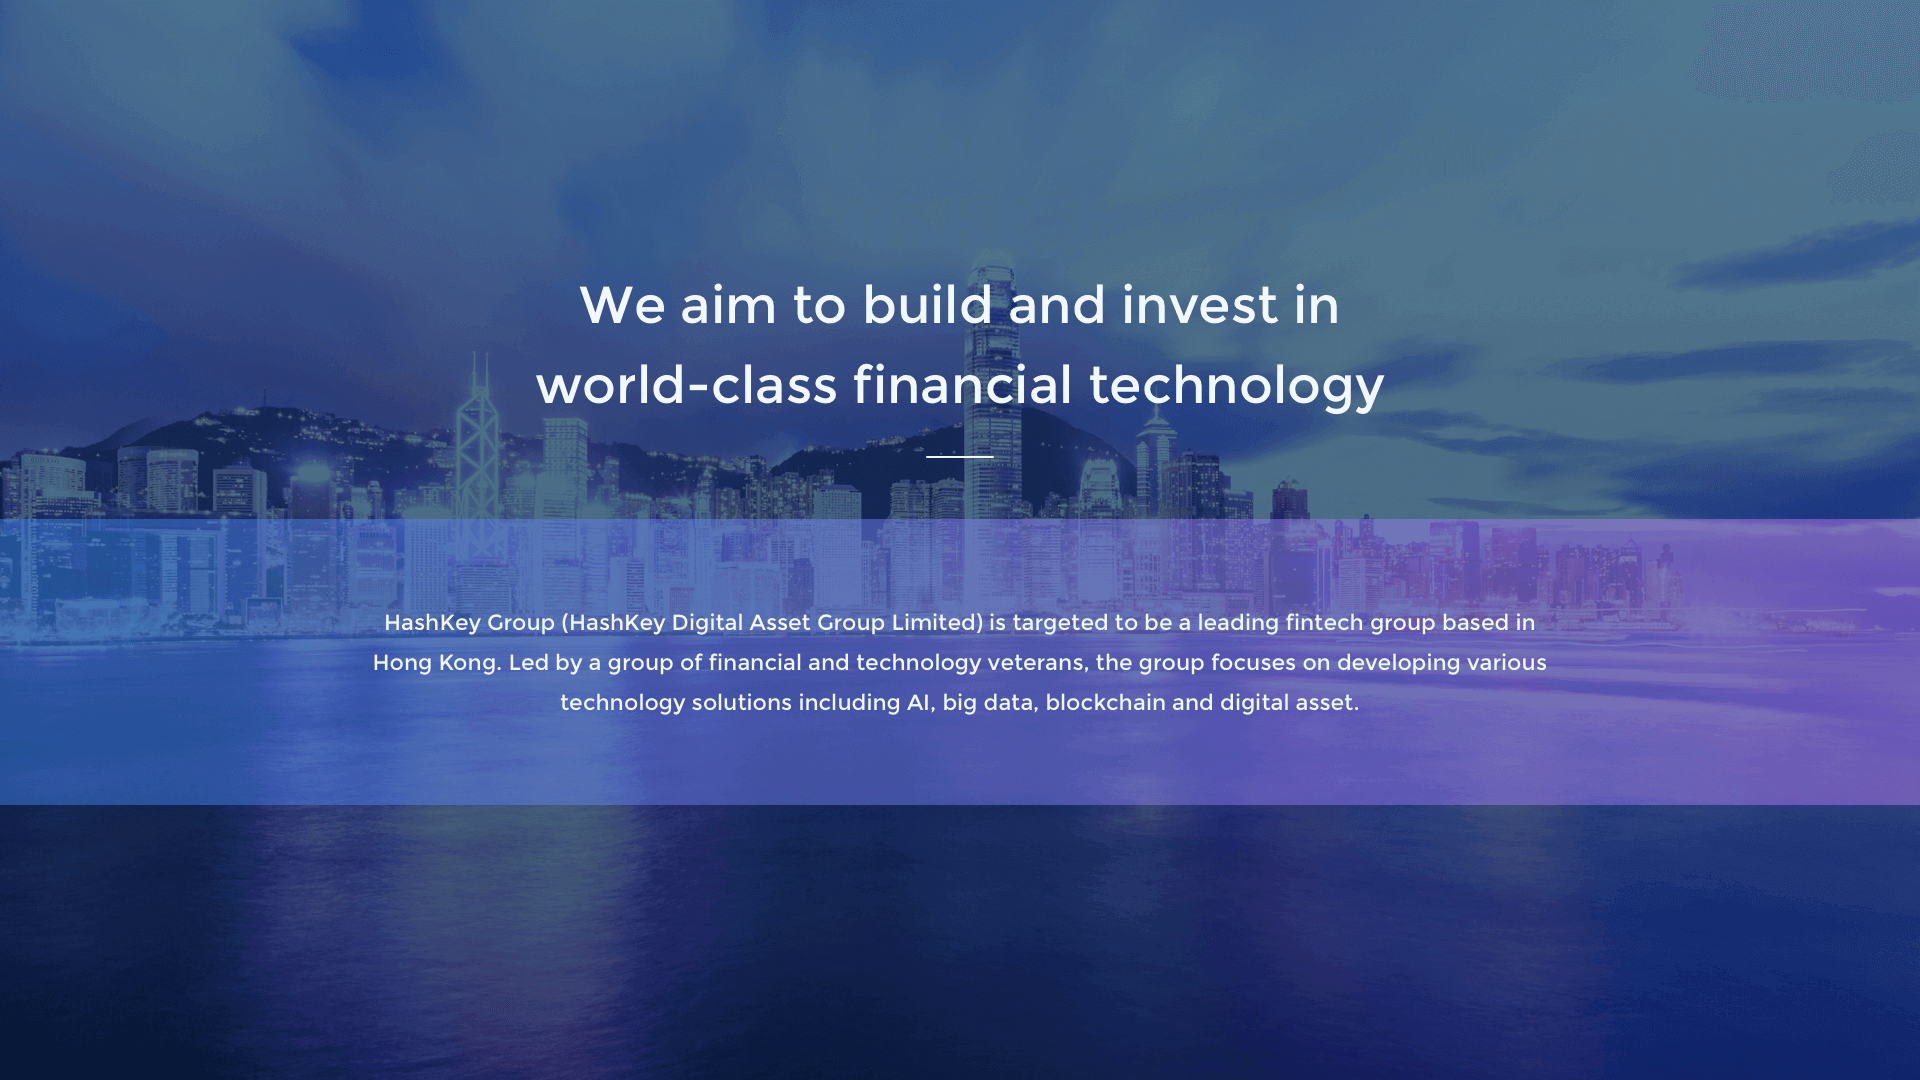 We aim to build and invest in
world-class financial technology
HashKey Group (HashKey Digital Asset Group Limited) is targeted to be a leading fintech group based in
Hong Kong. Led by a group of financial and technology veterans, the group focuses on developing various
technology solutions including AI, big data, blockchain and digital asset.